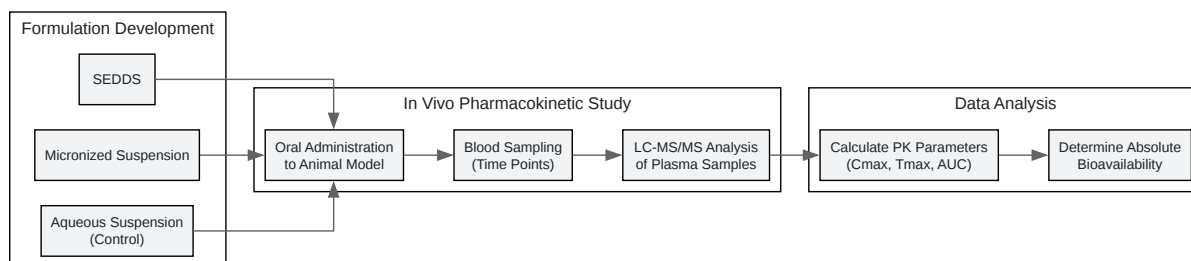 Formulation Development
SEDDS
Micronized Suspension
Aqueous Suspension
(Control)
In Vivo Pharmacokinetic Study
Oral Administration
to Animal Model
Blood Sampling
(Time Points)
LC-MS/MS Analysis
of Plasma Samples
Data Analysis
Calculate PK Parameters
(Cmax, Tmax, AUC)
Determine Absolute
Bioavailability